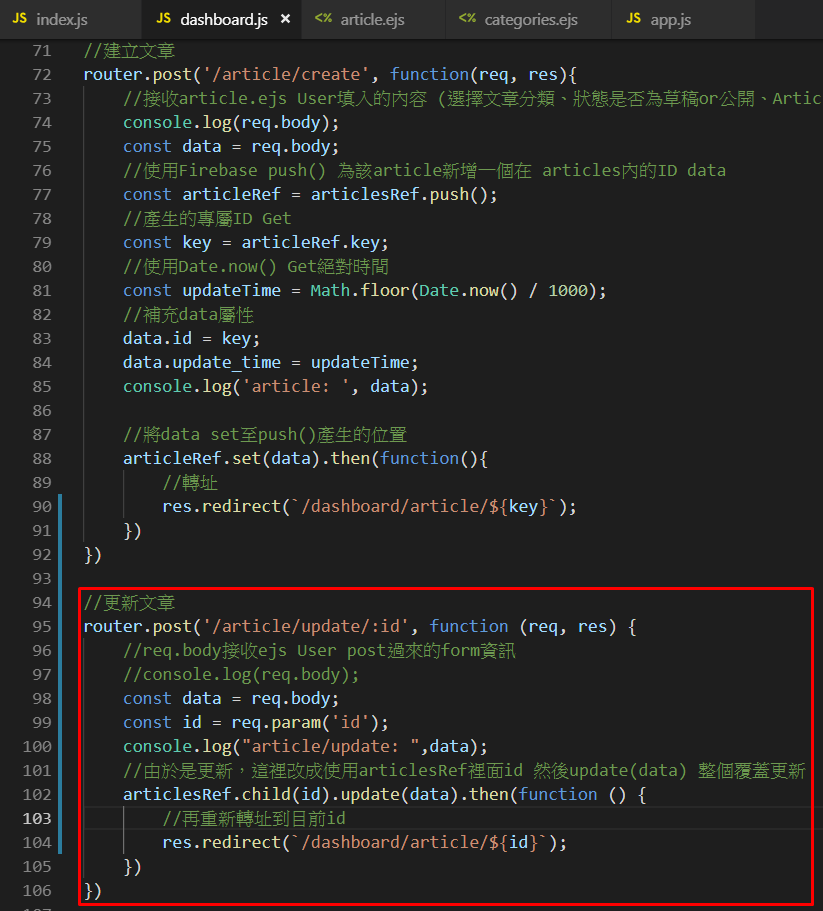 JS index.js JS dashboard.js × <% article.ejs <% categories.ejs JS app.js
71 //建立文章
72 router.post('/article/create', function(req, res){
73 //接收article.ejs User填入的內容 (選擇文章分類、狀態是否為草稿or公開、Artic
74 console.log(req.body);
75 const data = req.body;
76 //使用Firebase push() 為該article新增一個在 articles內的ID data
77 const articleRef = articlesRef.push();
78 //產生的專屬ID Get
79 const key = articleRef.key;
80 //使用Date.now() Get絕對時間
81 const updateTime = Math.floor(Date.now() / 1000);
82 //補充data屬性
83 data.id = key;
84 data.update_time = updateTime;
85 console.log('article: ', data);
86
87 //將data set至push()產生的位置
88 articleRef.set(data).then(function(){
89 //轉址
90 res.redirect(`/dashboard/article/${key}`);
91 })
92 })
93
94 //更新文章
95 router.post('/article/update/:id', function (req, res) {
96 //req.body接收ejs User post過來的form資訊
97 //console.log(req.body);
98 const data = req.body;
99 const id = req.param('id');
100 console.log("article/update: ",data);
101 //由於是更新，這裡改成使用articlesRef裡面id 然後update(data) 整個覆蓋更新
102 articlesRef.child(id).update(data).then(function () {
103 //再重新轉址到目前id
104 res.redirect(`/dashboard/article/${id}`);
105 })
106 })